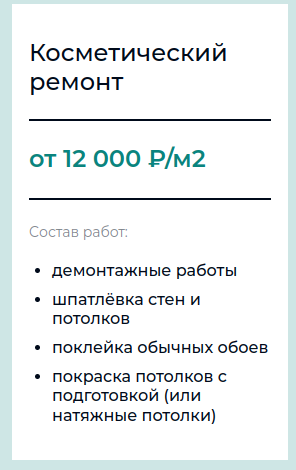 Косметический
ремонт
от 12 000 ₽/м2
Состав работ:
• демонтажные работы
• шпатлёвка стен и
потолков
• поклейка обычных обоев
• покраска потолков с
подготовкой (или
натяжные потолки)